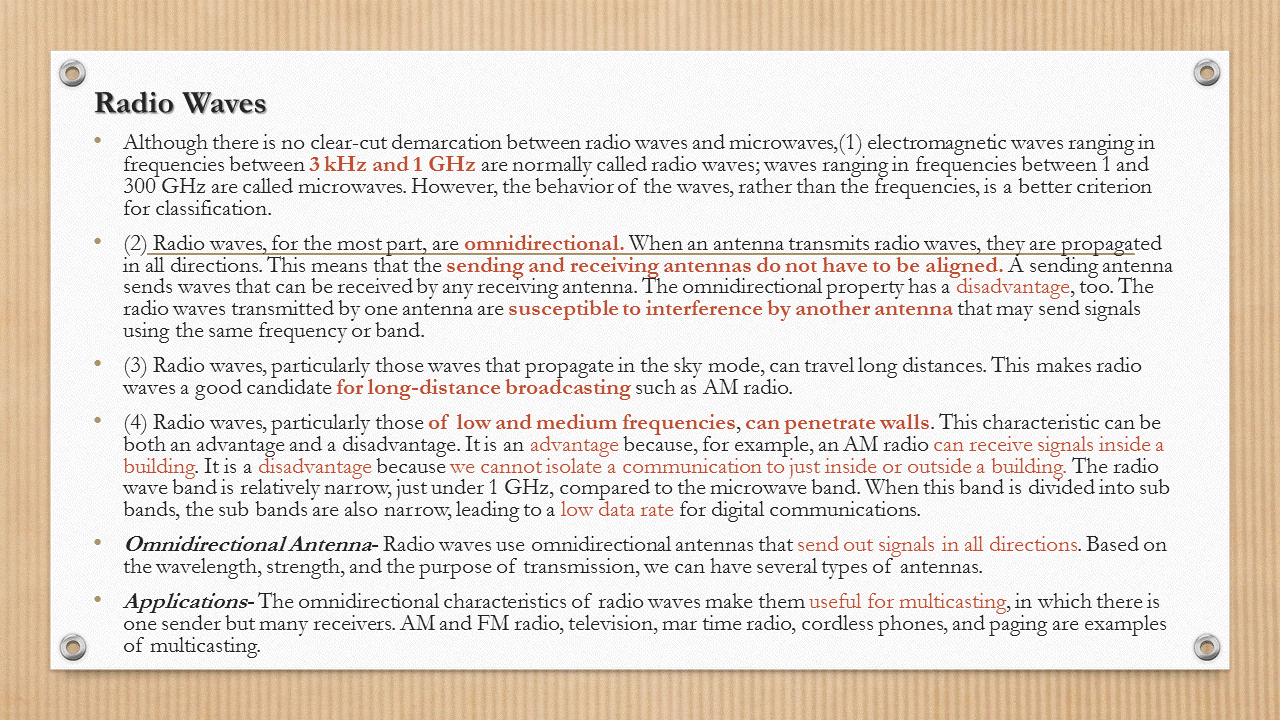 Radio Waves
• Although there is no clear-cut demarcation between radio waves and microwaves,(1) electromagnetic waves ranging in
frequencies between 3 kHz and 1 GHz are normally called radio waves; waves ranging in frequencies between 1 and
300 GHz are called microwaves. However, the behavior of the waves, rather than the frequencies, is a better criterion
for classification.
• (2) Radio waves, for the most part, are omnidirectional. When an antenna transmits radio waves, they are propagated
in all directions. This means that the sending and receiving antennas do not have to be aligned. A sending antenna
sends waves that can be received by any receiving antenna. The omnidirectional property has a disadvantage, too. The
radio waves transmitted by one antenna are susceptible to interference by another antenna that may send signals
using the same frequency or band.
• (3) Radio waves, particularly those waves that propagate in the sky mode, can travel long distances. This makes radio
waves a good candidate for long-distance broadcasting such as AM radio.
• (4) Radio waves, particularly those of low and medium frequencies, can penetrate walls. This characteristic can be
both an advantage and a disadvantage. It is an advantage because, for example, an AM radio can receive signals inside a
building. It is a disadvantage because we cannot isolate a communication to just inside or outside a building. The radio
wave band is relatively narrow, just under 1 GHz, compared to the microwave band. When this band is divided into sub
bands, the sub bands are also narrow, leading to a low data rate for digital communications.
• Omnidirectional Antenna- Radio waves use omnidirectional antennas that send out signals in all directions. Based on
the wavelength, strength, and the purpose of transmission, we can have several types of antennas.
• Applications- The omnidirectional characteristics of radio waves make them useful for multicasting, in which there is
one sender but many receivers. AM and FM radio, television, mar time radio, cordless phones, and paging are examples
of multicasting.